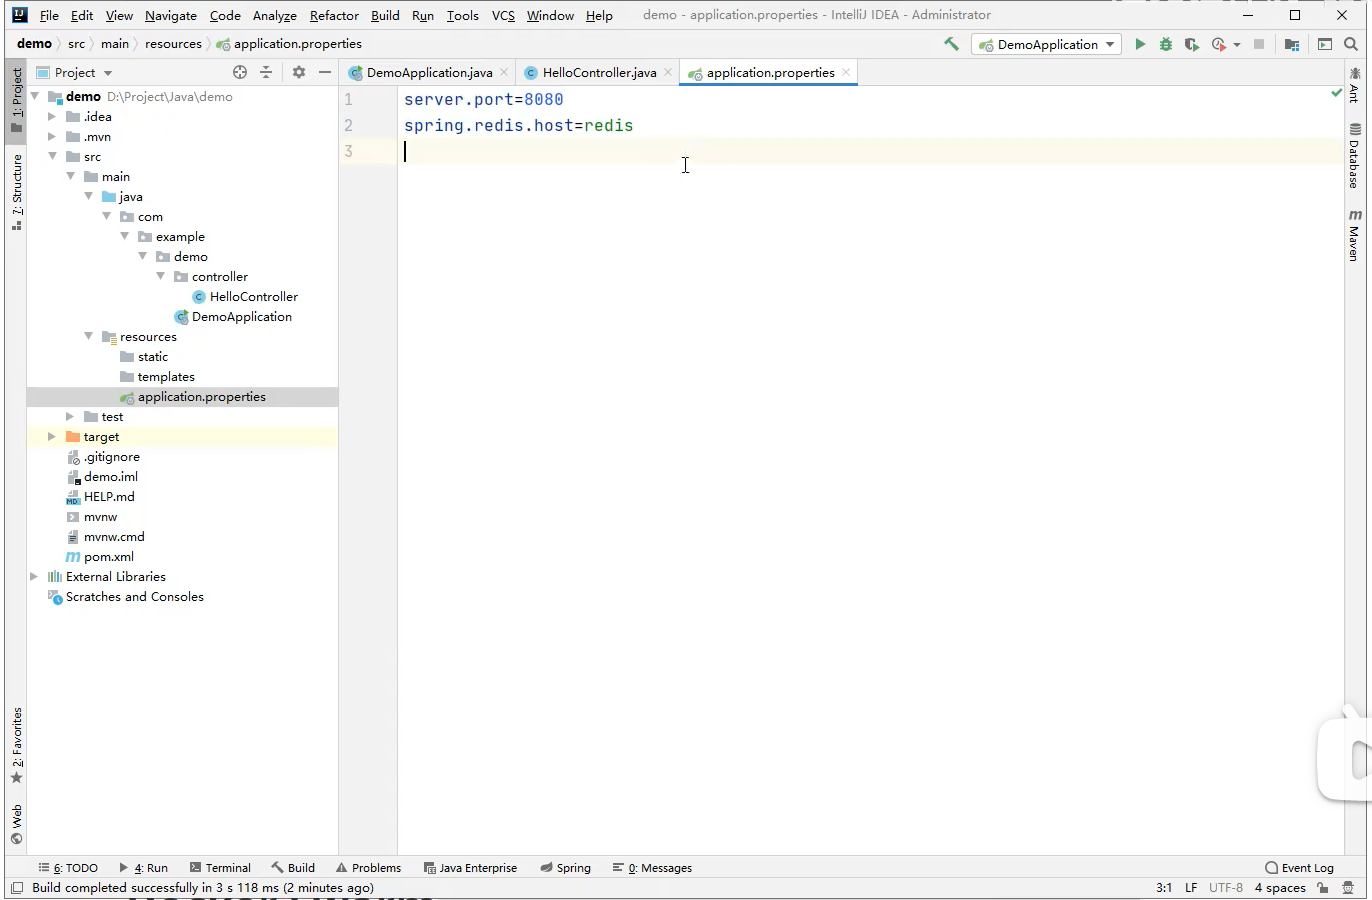 File Edit View Navigate Code Analyze Refactor Build Run Tools VCS Window Help demo - application.properties - IntelliJ IDEA - Administrator
demo src main resources application.properties DemoApplication
Project DemoApplication.java HelloController.java application.properties
1: Project
7: Structure
2: Favorites
Web
demo D:\Project\Java\demo
.idea
.mvn
src
main
java
com
example
demo
controller
HelloController
DemoApplication
resources
static
templates
application.properties
test
target
.gitignore
demo.iml
HELP.md
mvnw
mvnw.cmd
pom.xml
External Libraries
Scratches and Consoles
1 server.port=8080
2 spring.redis.host=redis
3
Ant
Database
Maven
6: TODO 4: Run Terminal Build Problems Java Enterprise Spring 0: Messages Event Log
Build completed successfully in 3 s 118 ms (2 minutes ago) 3:1 LF UTF-8 4 spaces